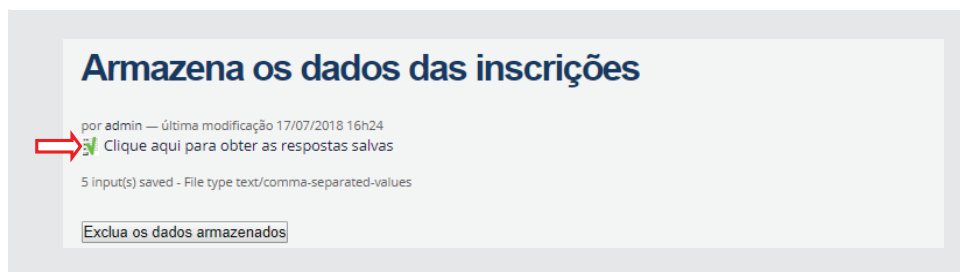 Armazena os dados das inscrições
por admin — última modificação 17/07/2018 16h24
Clique aqui para obter as respostas salvas
5 input(s) saved - File type text/comma-separated-values
Exclua os dados armazenados